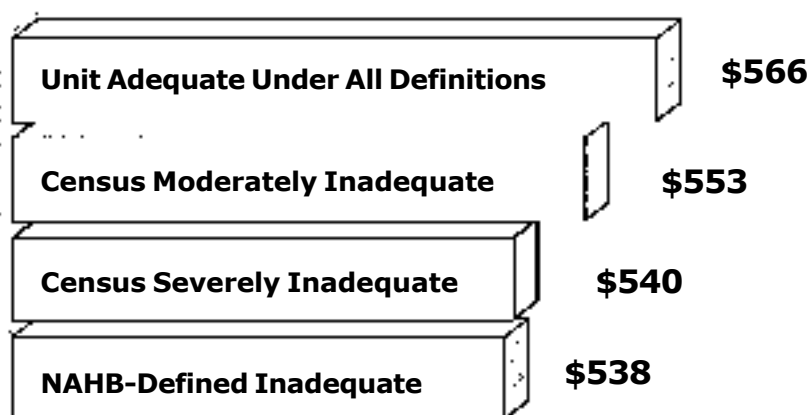 Unit Adequate Under All Definitions $566
Census Moderately Inadequate $553
Census Severely Inadequate $540
NAHB-Defined Inadequate $538